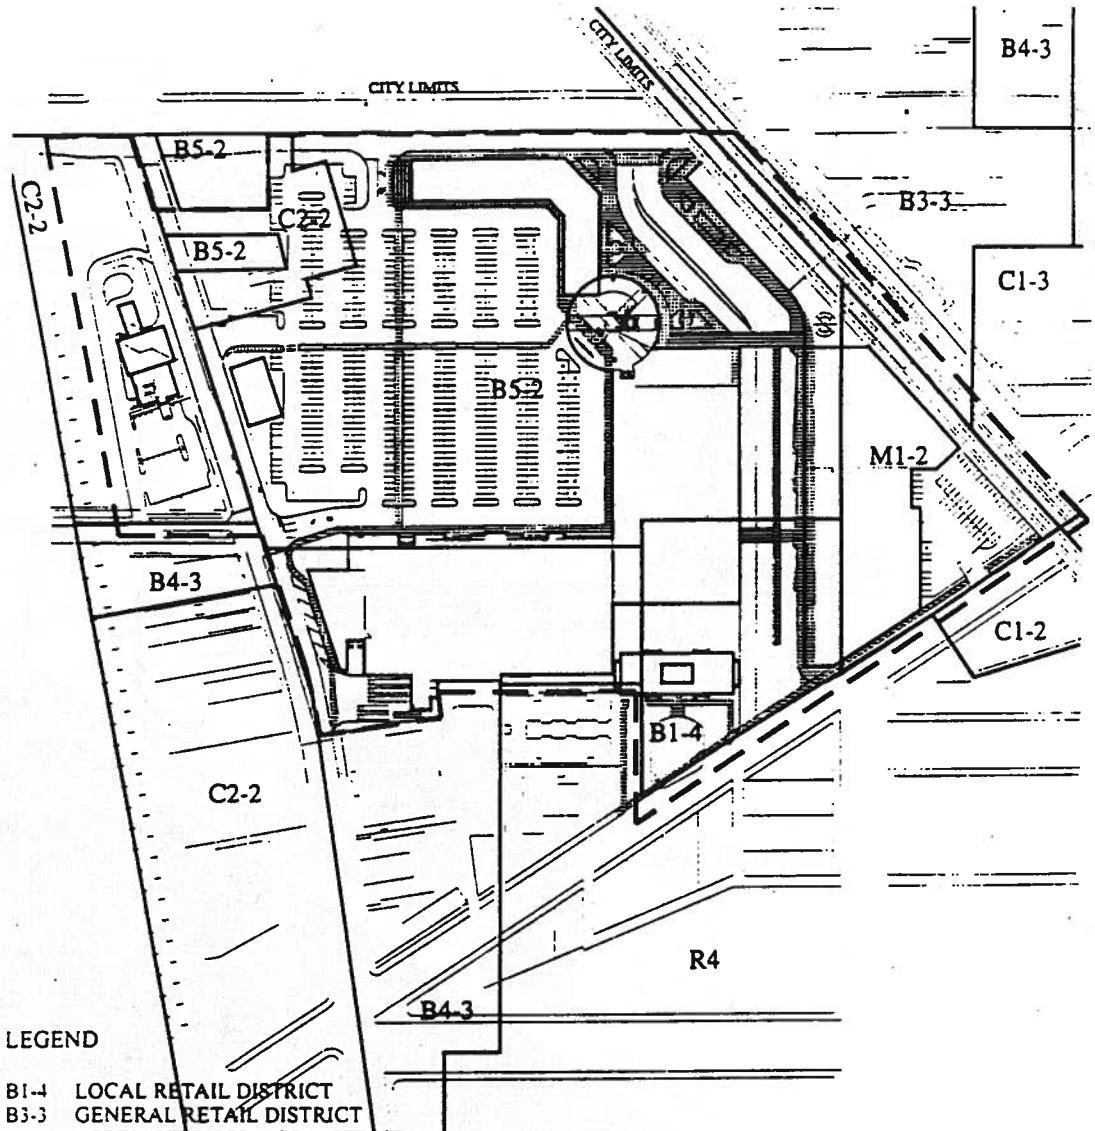 CITY LIMITS
CITY LIMITS
CITY LIMITS
B4-3
B5-2
C2-2
B3-3
C2-2
B5-2
C1-3
B5-2
M1-2
B4-3
C1-2
B1-4
C2-2
R4
B4-3
LEGEND
B1-4 LOCAL RETAIL DISTRICT
B3-3 GENERAL RETAIL DISTRICT